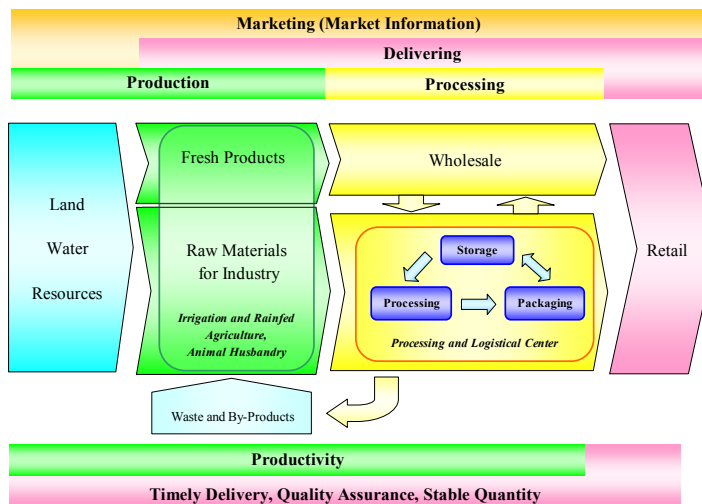 Marketing (Market Information)
Delivering
Production
Processing
Fresh Products
Wholesale
Land
Water
Resources
Raw Materials
for Industry
Irrigation and Rainfed
Agriculture,
Animal Husbandry
Storage
Processing
Packaging
Processing and Logistical Center
Retail
Waste and By-Products
Productivity
Timely Delivery, Quality Assurance, Stable Quantity